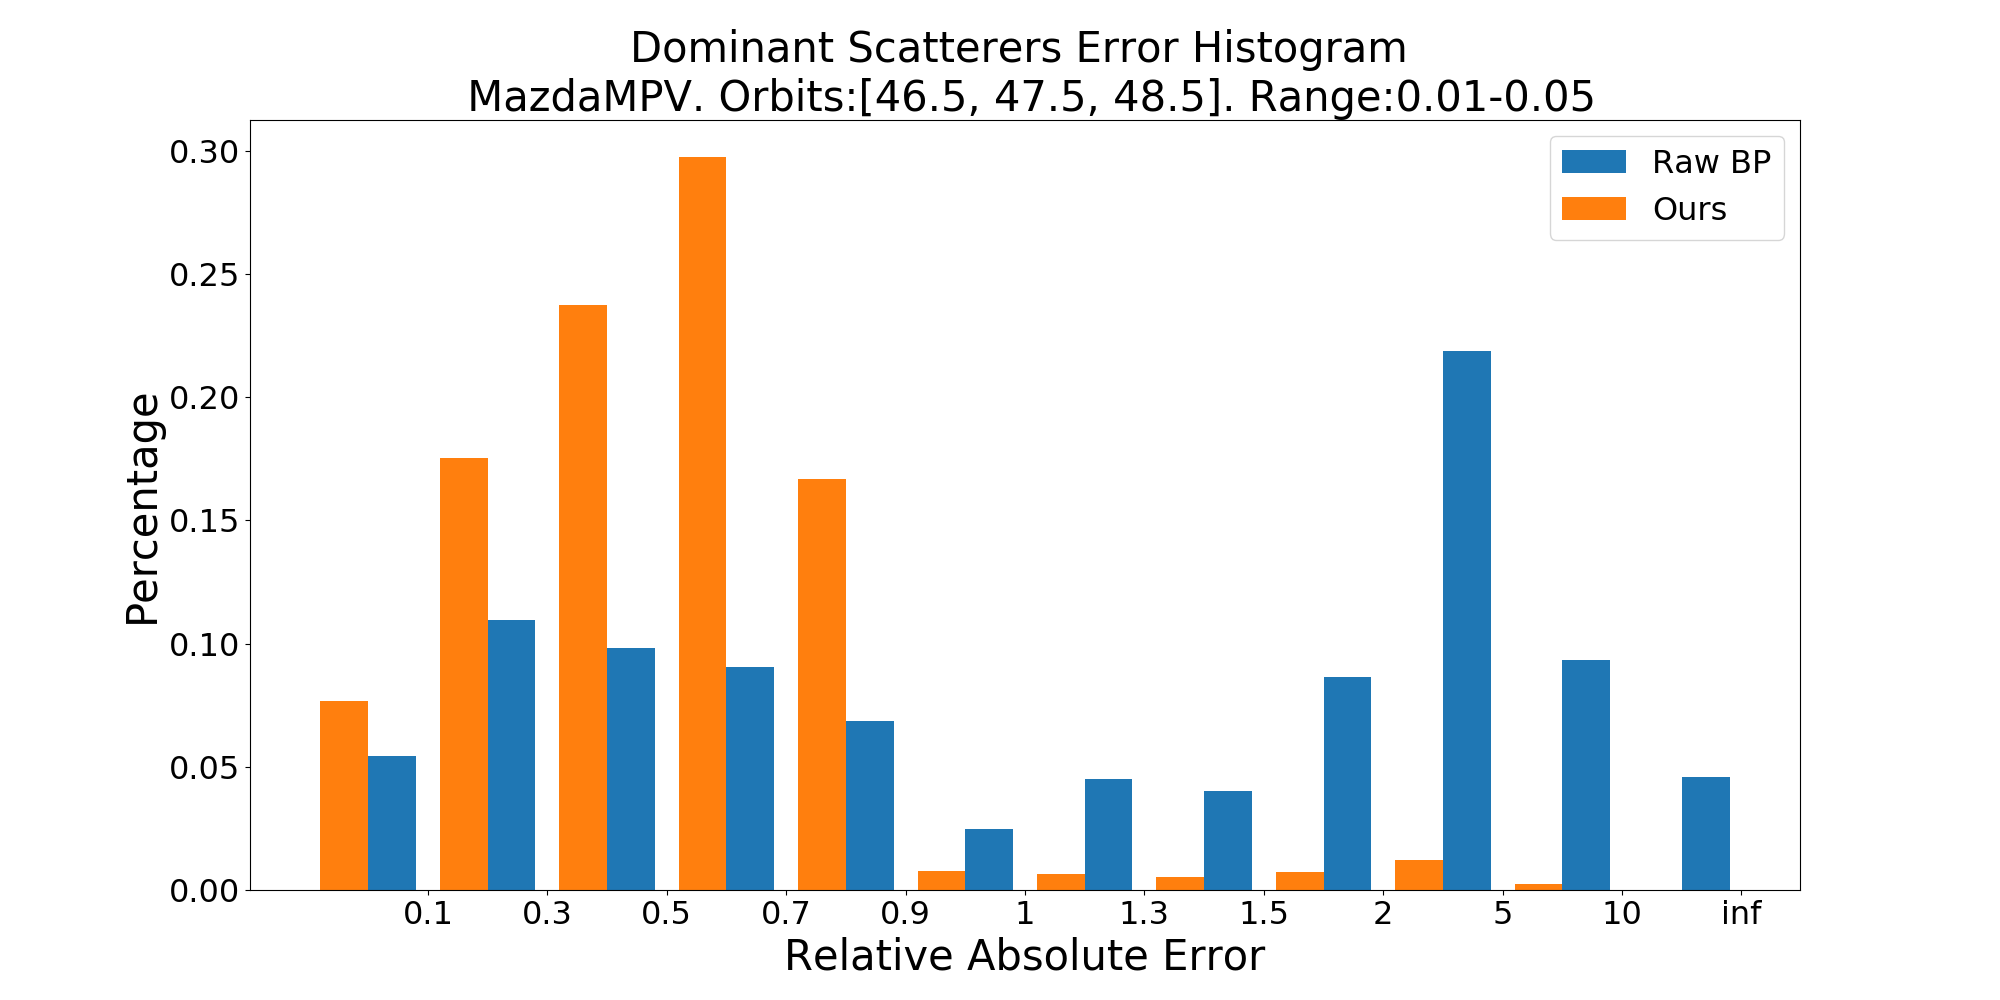 Dominant Scatterers Error Histogram
MazdaMPV. Orbits:[46.5, 47.5, 48.5]. Range:0.01-0.05
Raw BP
Ours
Percentage
0.30
0.25
0.20
0.15
0.10
0.05
0.00
0.1 0.3 0.5 0.7 0.9 1 1.3 1.5 2 5 10 inf
Relative Absolute Error